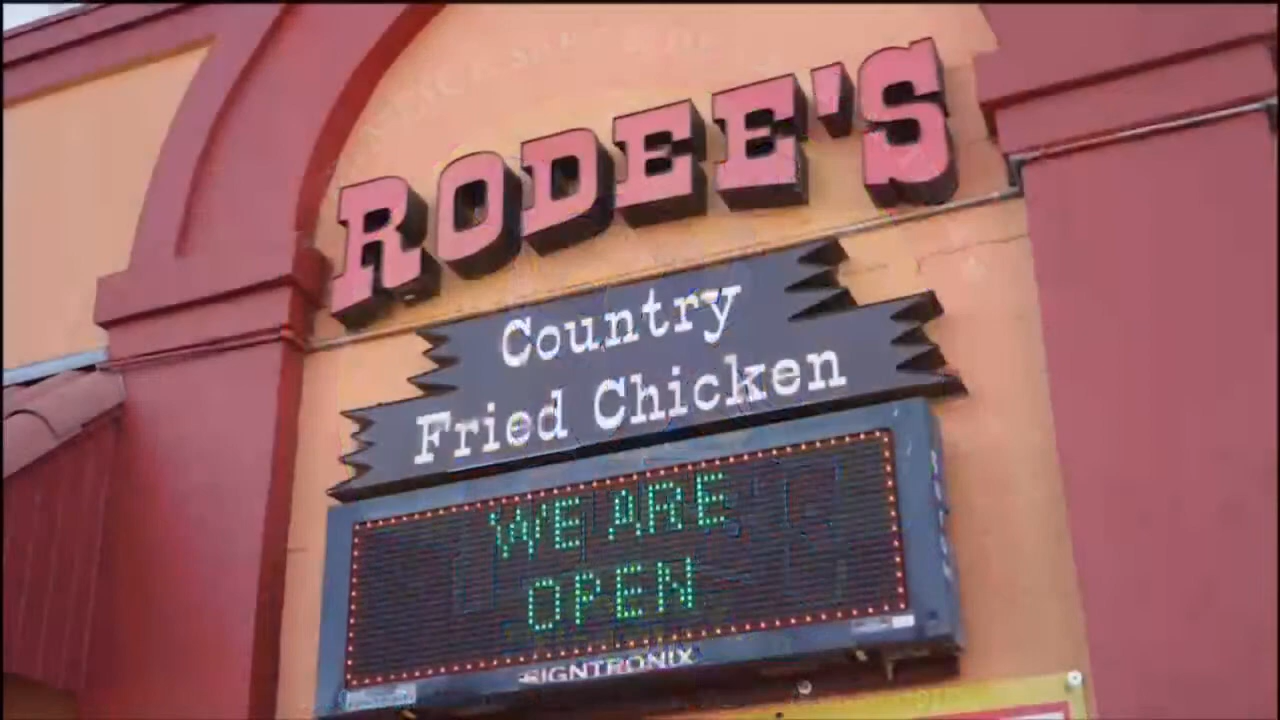 RODEE'S
Country
Fried Chicken
WE ARE
OPEN
SIGNTRONIX